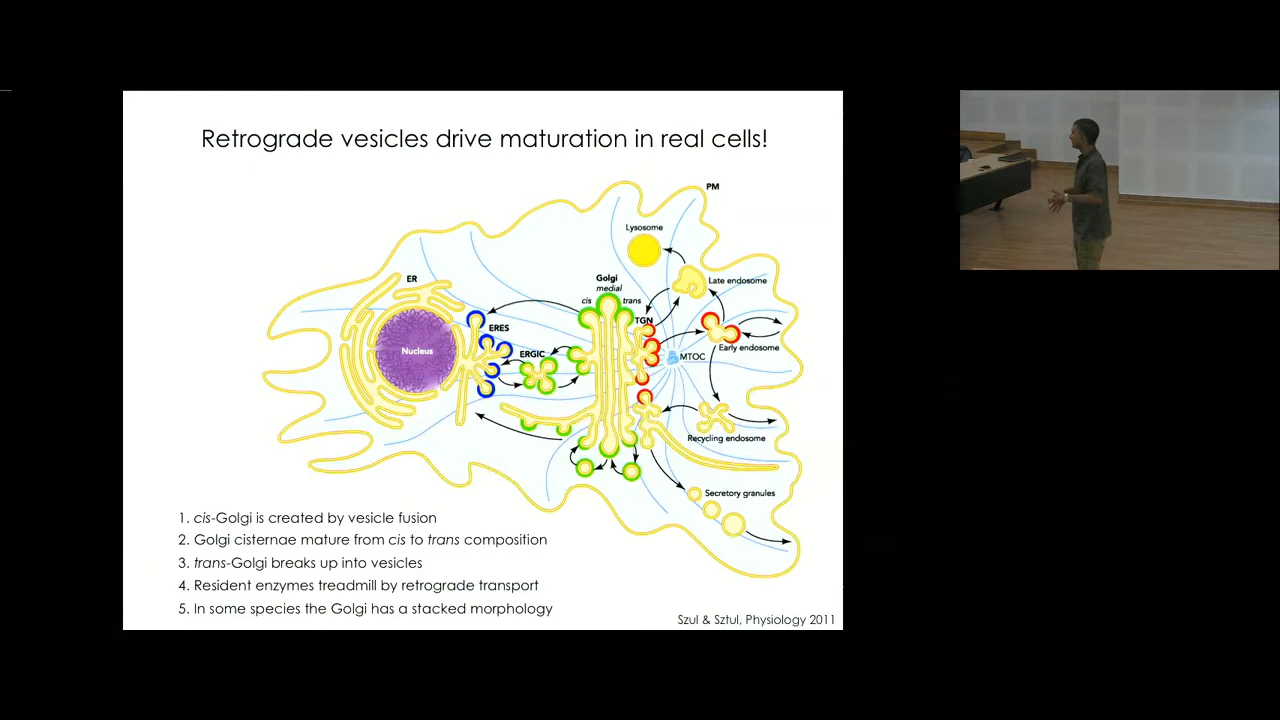 Retrograde vesicles drive maturation in real cells!
PM
Lysosome
ER
Golgi
medial
cis
trans
Late endosome
TGN
ERES
Nucleus
ERGIC
MTOC
Early endosome
Recycling endosome
Secretory granules
1. cis-Golgi is created by vesicle fusion
2. Golgi cisternae mature from cis to trans composition
3. trans-Golgi breaks up into vesicles
4. Resident enzymes treadmill by retrograde transport
5. In some species the Golgi has a stacked morphology
Szul & Sztul, Physiology 2011